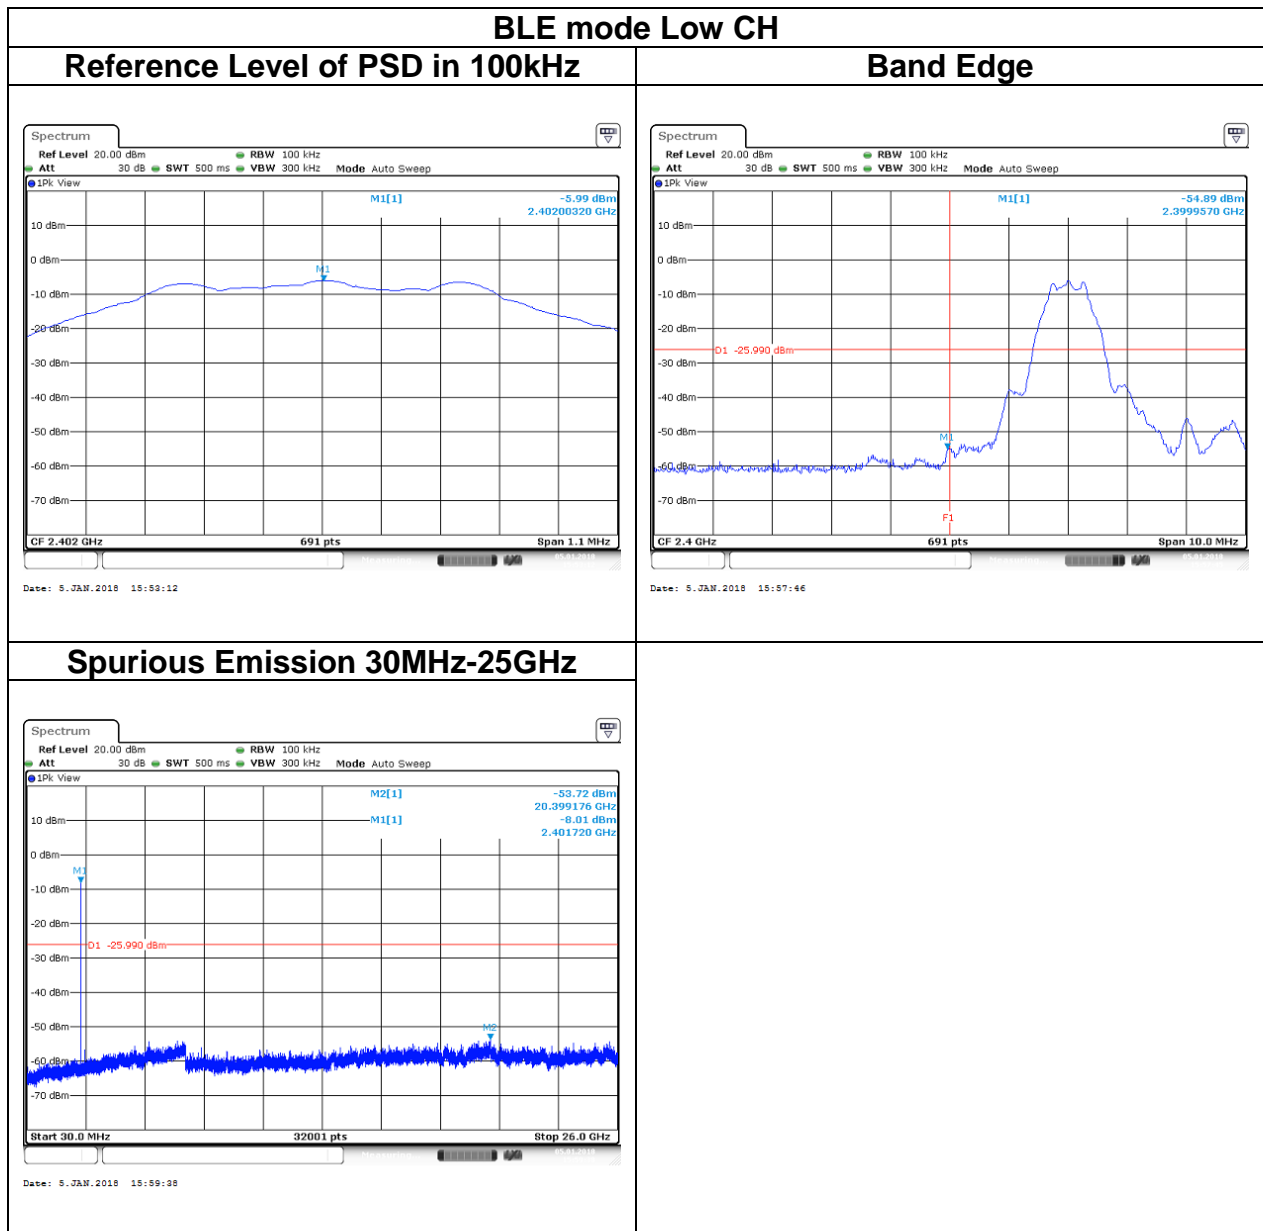 BLE mode Low CH
Reference Level of PSD in 100kHz
Band Edge
Spectrum
Ref Level 20.00 dBm RBW 100 kHz
Att 30 dB SWT 500 ms VBW 300 kHz Mode Auto Sweep
1Pk View
M1[1] -5.99 dBm
2.40200320 GHz
10 dBm
0 dBm
M1
-10 dBm
-20 dBm
-30 dBm
-40 dBm
-50 dBm
-60 dBm
-70 dBm
CF 2.402 GHz 691 pts Span 1.1 MHz
Measuring... 05.01.2018
Date: 5.JAN.2018 15:53:12
Spectrum
Ref Level 20.00 dBm RBW 100 kHz
Att 30 dB SWT 500 ms VBW 300 kHz Mode Auto Sweep
1Pk View
M1[1] -54.89 dBm
2.3999570 GHz
10 dBm
0 dBm
-10 dBm
-20 dBm
D1 -25.990 dBm
-30 dBm
-40 dBm
-50 dBm
M1
-60 dBm
-70 dBm
F1
CF 2.4 GHz 691 pts Span 10.0 MHz
Measuring... 05.01.2018
Date: 5.JAN.2018 15:57:46
Spurious Emission 30MHz-25GHz
Spectrum
Ref Level 20.00 dBm RBW 100 kHz
Att 30 dB SWT 500 ms VBW 300 kHz Mode Auto Sweep
1Pk View
M2[1] -53.72 dBm
20.399176 GHz
10 dBm M1[1] -8.01 dBm
2.401720 GHz
0 dBm
M1
-10 dBm
-20 dBm
D1 -25.990 dBm
-30 dBm
-40 dBm
-50 dBm
M2
-60 dBm
-70 dBm
Start 30.0 MHz 32001 pts Stop 26.0 GHz
Measuring... 05.01.2018
Date: 5.JAN.2018 15:59:38